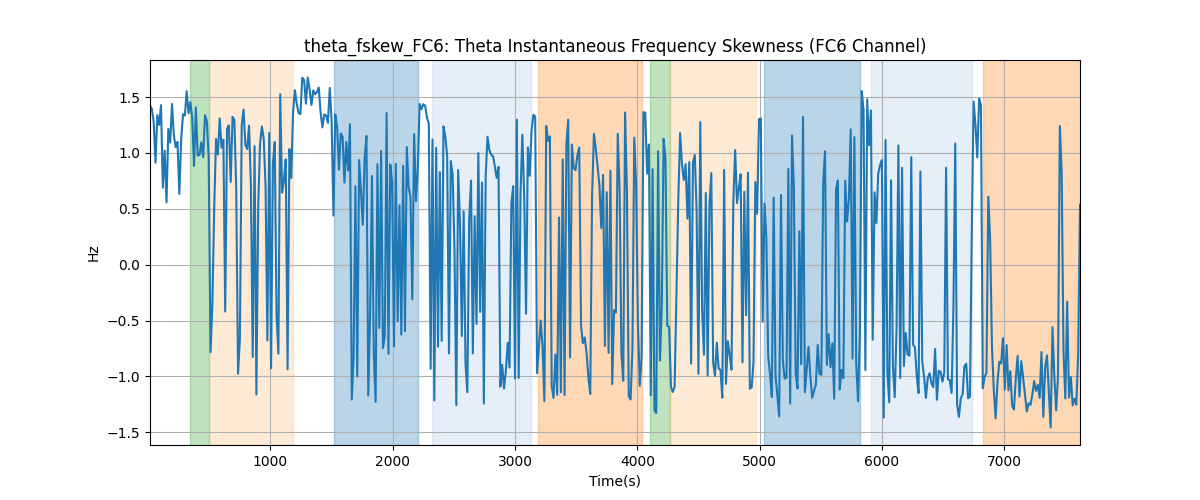 theta_fskew_FC6: Theta Instantaneous Frequency Skewness (FC6 Channel)
1.5
1.0
0.5
0.0
−0.5
−1.0
−1.5
Hz
1000 2000 3000 4000 5000 6000 7000
Time(s)